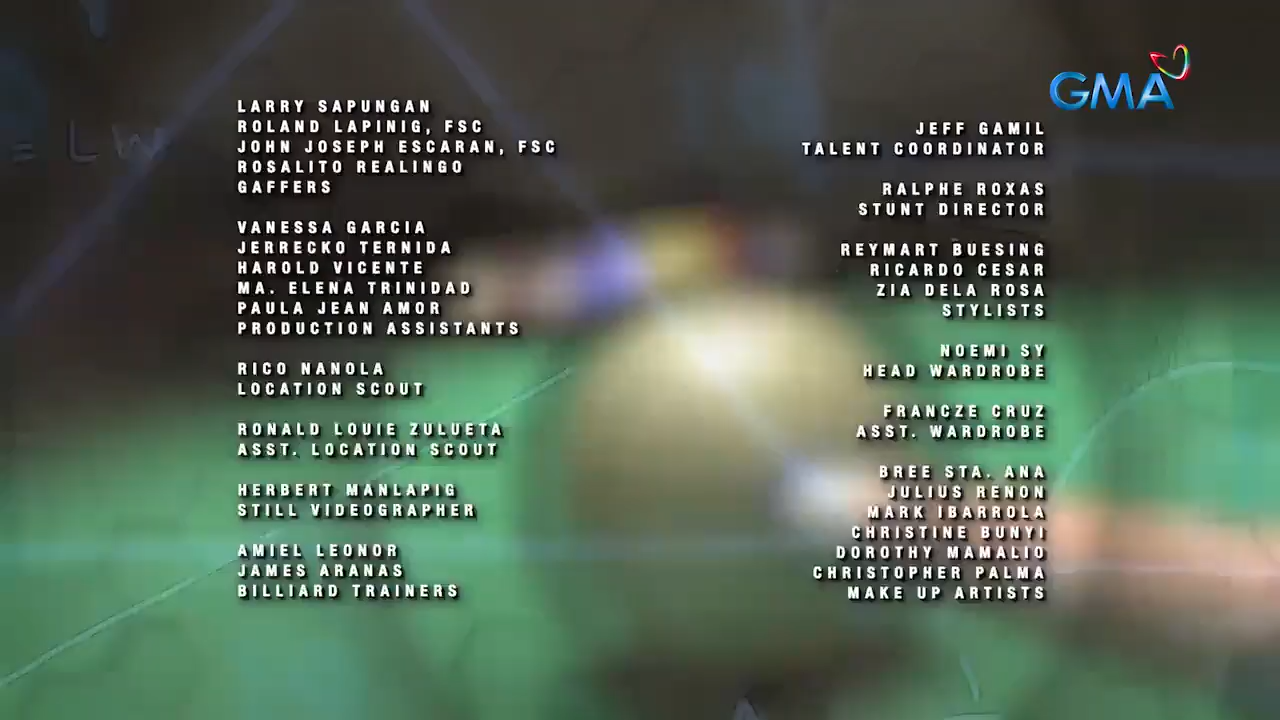 LARRY SAPUNGAN
ROLAND LAPINIG, FSC
JOHN JOSEPH ESCARAN, FSC
ROSALITO REALINGO
GAFFERS
VANESSA GARCIA
JERRECKO TERNIDA
HAROLD VICENTE
MA. ELENA TRINIDAD
PAULA JEAN AMOR
PRODUCTION ASSISTANTS
RICO NANOLA
LOCATION SCOUT
RONALD LOUIE ZULUETA
ASST. LOCATION SCOUT
HERBERT MANLAPIG
STILL VIDEOGRAPHER
AMIEL LEONOR
JAMES ARANAS
BILLIARD TRAINERS
GMA
JEFF GAMIL
TALENT COORDINATOR
RALPHE ROXAS
STUNT DIRECTOR
REYMART BUESING
RICARDO CESAR
ZIA DELA ROSA
STYLISTS
NOEMI SY
HEAD WARDROBE
FRANCZE CRUZ
ASST. WARDROBE
BREE STA. ANA
JULIUS RENON
MARK IBARROLA
CHRISTINE BUNYI
DOROTHY MAMALIO
CHRISTOPHER PALMA
MAKE UP ARTISTS
= LW